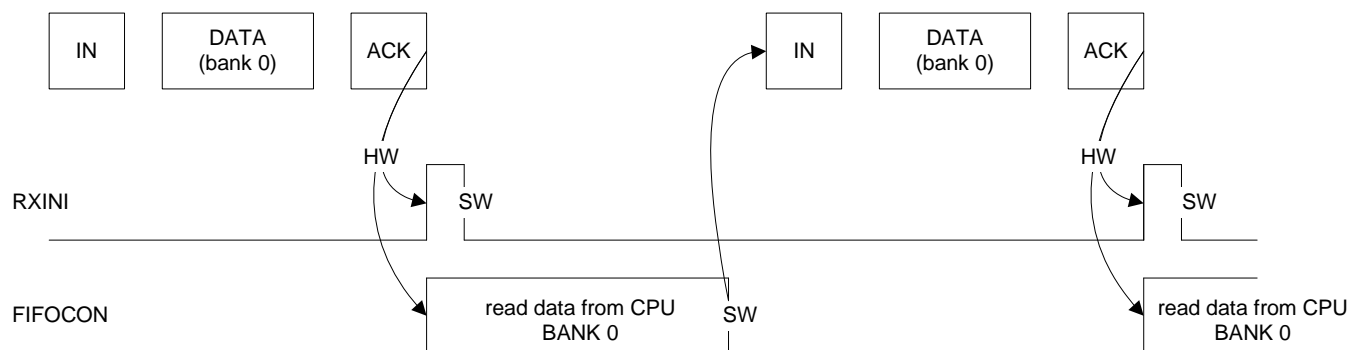 IN
DATA
(bank 0)
ACK
IN
DATA
(bank 0)
ACK
HW
HW
RXINI
SW
SW
FIFOCON
read data from CPU
BANK 0
SW
read data from CPU
BANK 0